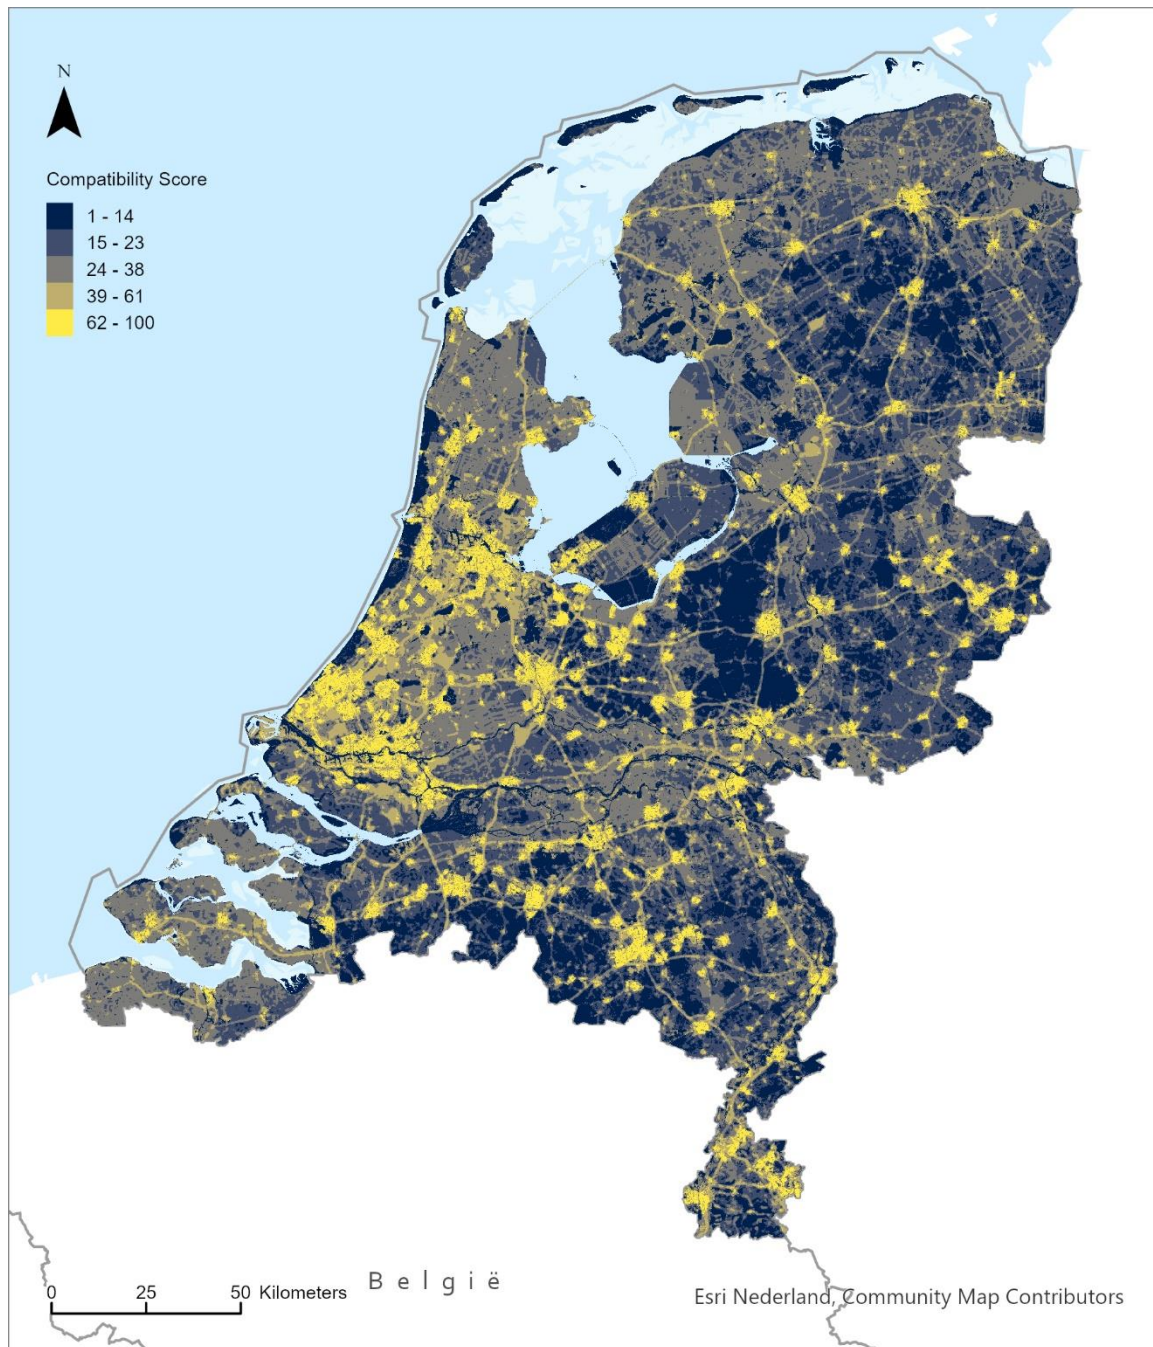 N
Compatibility Score
1 - 14
15 - 23
24 - 38
39 - 61
62 - 100
0 25 50 Kilometers
België
Esri Nederland, Community Map Contributors